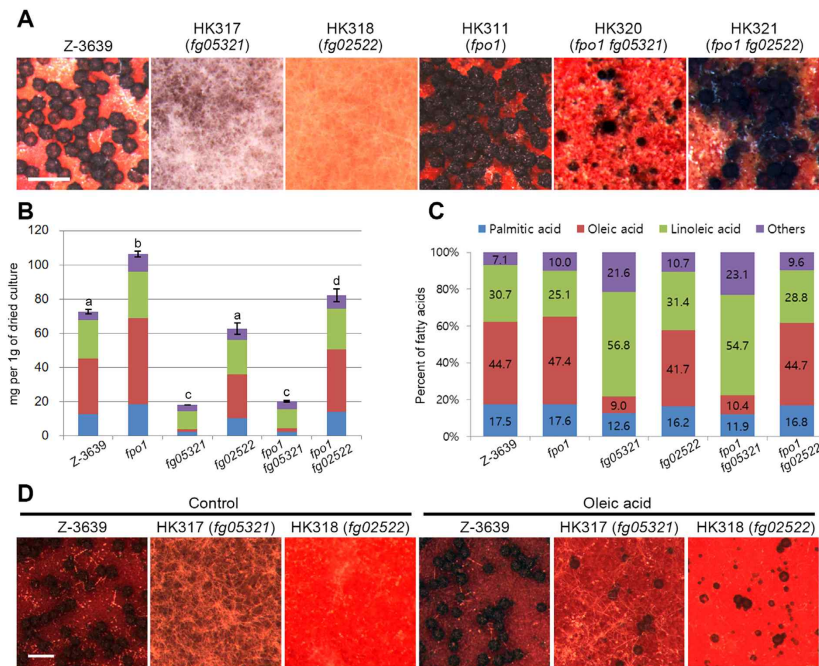 A
Z-3639
HK317
(fg05321)
HK318
(fg02522)
HK311
(fpo1)
HK320
(fpo1 fg05321)
HK321
(fpo1 fg02522)
B
mg per 1g of dried culture
120
100
80
60
40
20
0
a
b
c
a
c
d
Z-3639
fpo1
fg05321
fg02522
fpo1
fg05321
fpo1
fg02522
C
Palmitic acid Oleic acid Linoleic acid Others
Percent of fatty acids
100%
80%
60%
40%
20%
0%
7.1 10.0 21.6 10.7 23.1 9.6
30.7 25.1 56.8 31.4 54.7 28.8
44.7 47.4 9.0 41.7 10.4 44.7
17.5 17.6 12.6 16.2 11.9 16.8
Z-3639
fpo1
fg05321
fg02522
fpo1
fg05321
fpo1
fg02522
D
Control
Oleic acid
Z-3639 HK317 (fg05321) HK318 (fg02522) Z-3639 HK317 (fg05321) HK318 (fg02522)